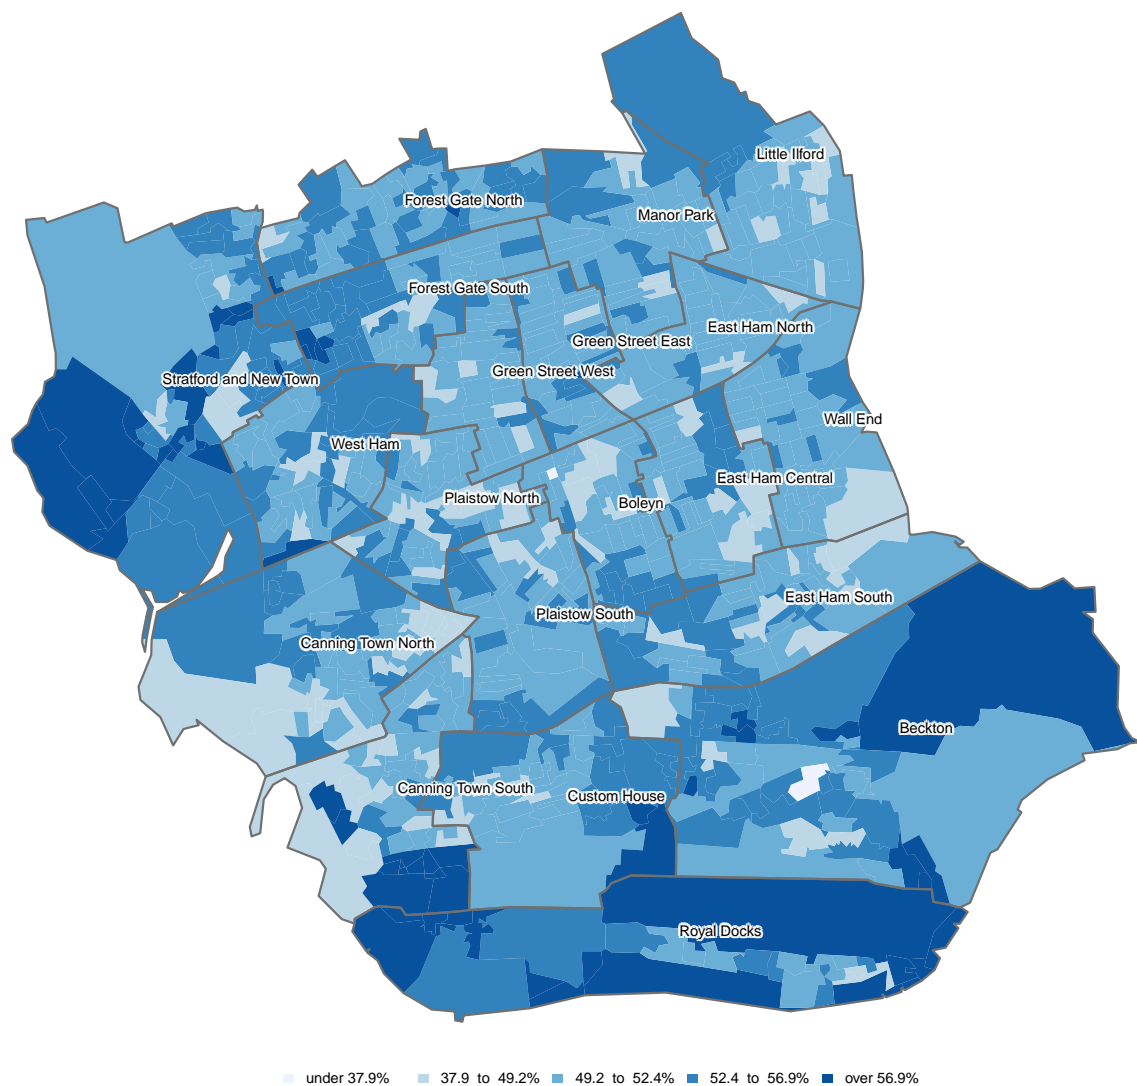 Little Ilford
Forest Gate North
Manor Park
Forest Gate South
East Ham North
Green Street East
Green Street West
Stratford and New Town
Wall End
West Ham
East Ham Central
Plaistow North
Boleyn
East Ham South
Plaistow South
Canning Town North
Beckton
Canning Town South
Custom House
Royal Docks
under 37.9% 37.9 to 49.2% 49.2 to 52.4% 52.4 to 56.9% over 56.9%